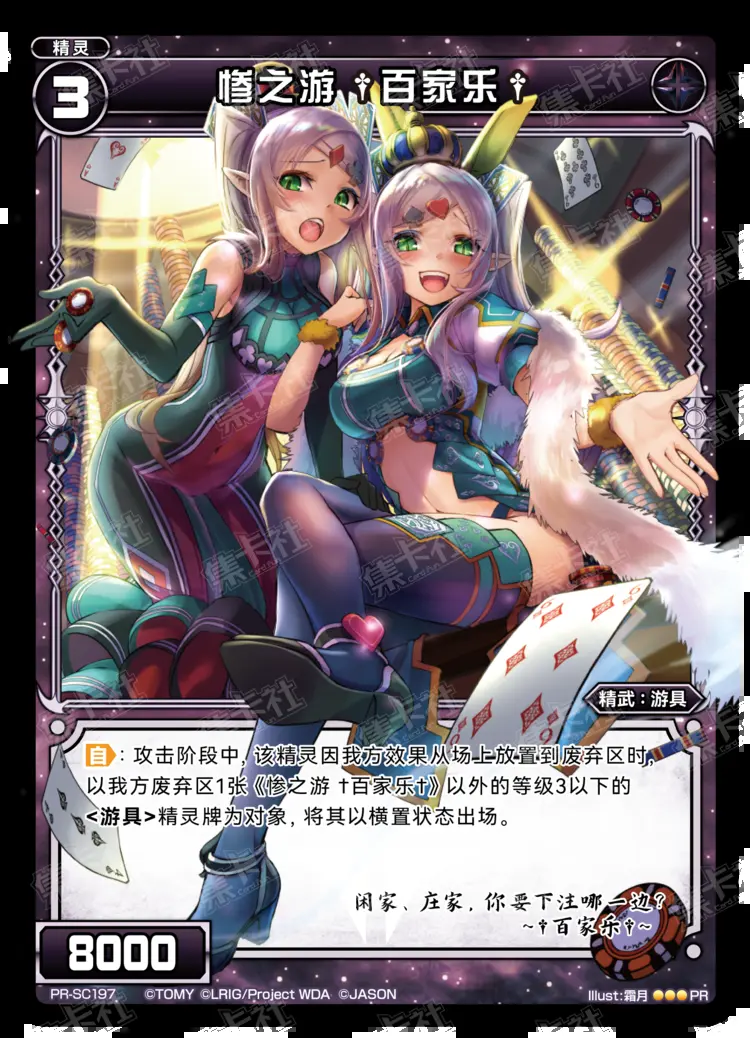 精灵
3
惨之游 †百家乐†
精武：游具
自：攻击阶段中，该精灵因我方效果从场上放置到废弃区时，
以我方废弃区1张《惨之游 †百家乐†》以外的等级3以下的
<游具>精灵牌为对象，将其以横置状态出场。
闲家、庄家，你要下注哪一边？
~†百家乐†~
8000
PR-SC197 ©TOMY ©LRIG/Project WDA ©JASON
Illust:霜月 PR
集卡社